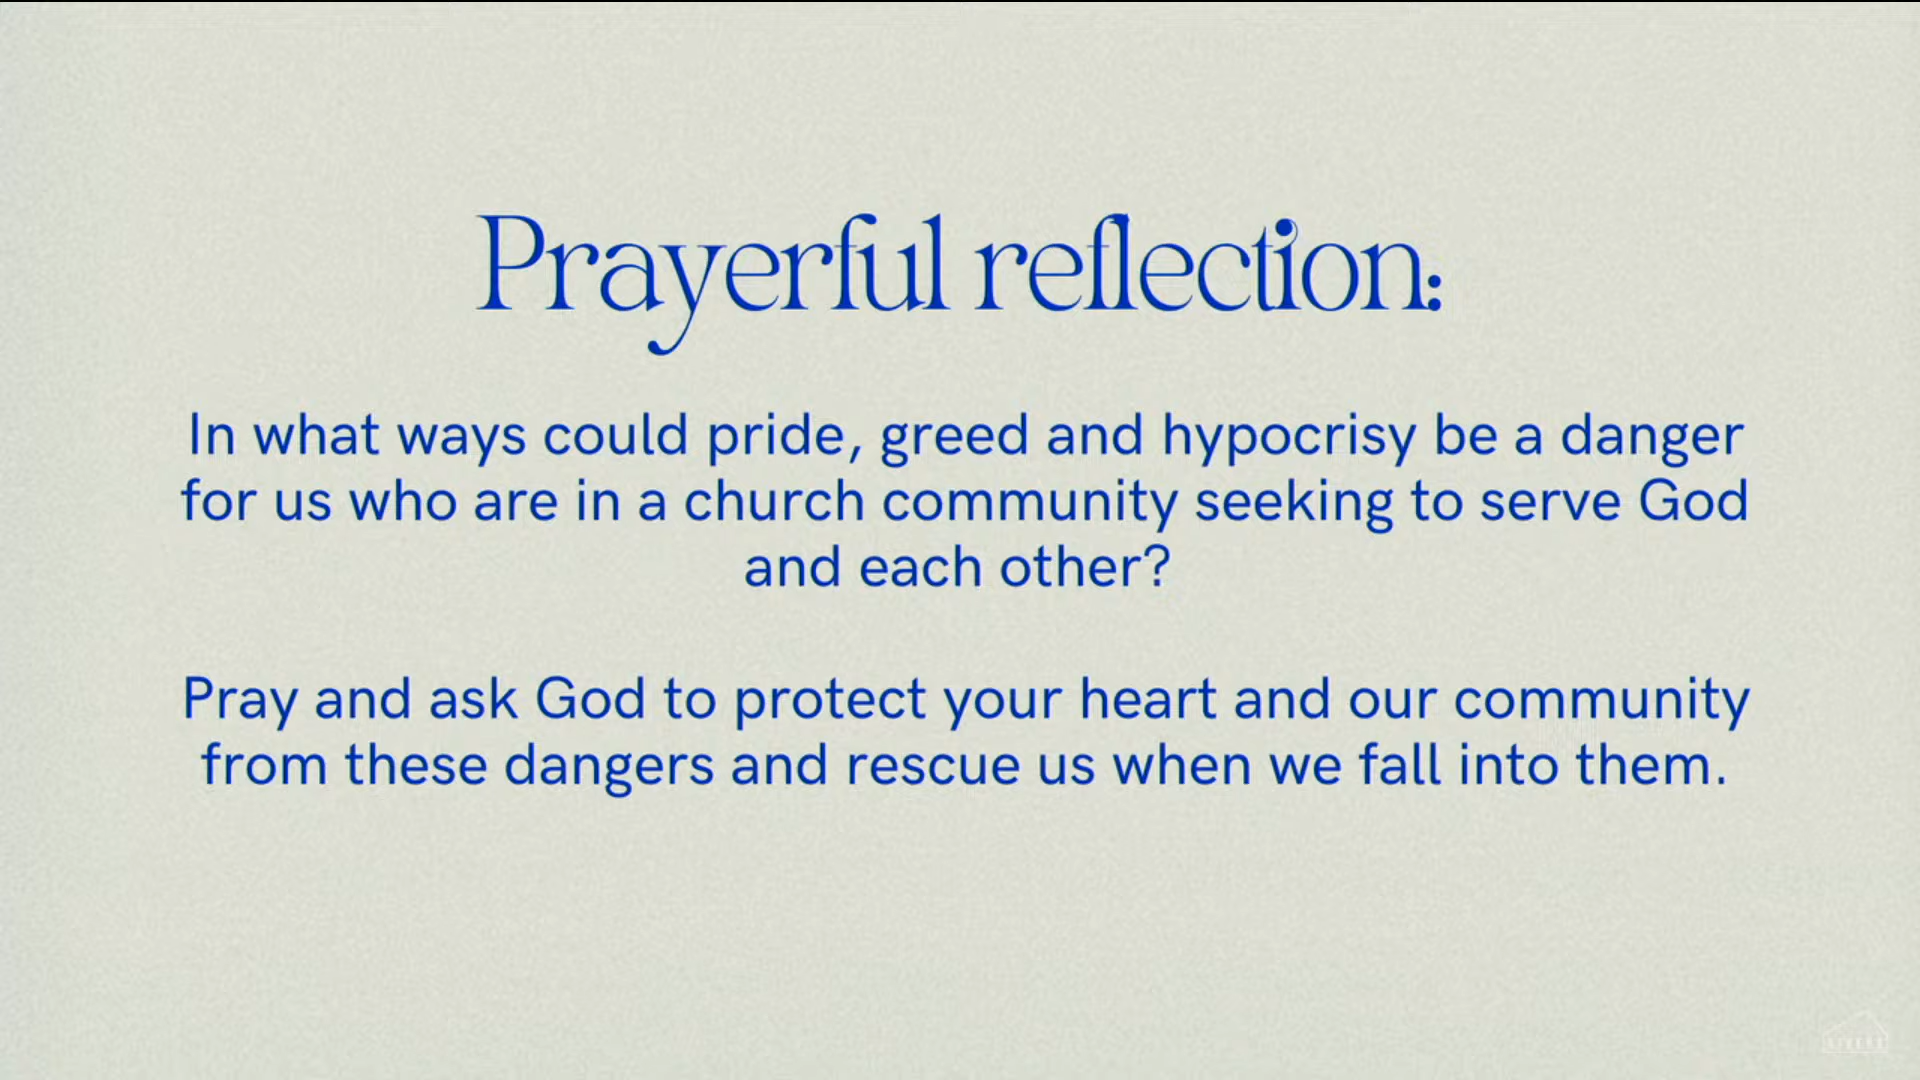 Prayerful reflection:
In what ways could pride, greed and hypocrisy be a danger
for us who are in a church community seeking to serve God
and each other?
Pray and ask God to protect your heart and our community
from these dangers and rescue us when we fall into them.